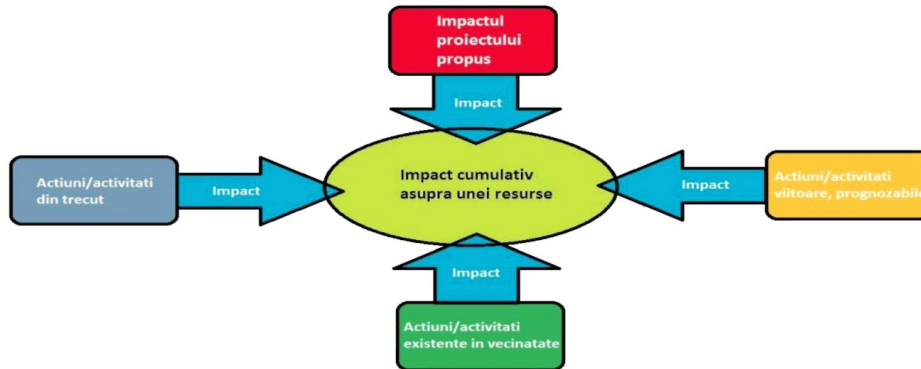 Impactul
proiectului
propus
Impact
Actiuni/activitati
din trecut
Impact
Impact cumulativ
asupra unei resurse
Impact
Actiuni/activitati
viitoare, prognozabile
Impact
Actiuni/activitati
existente in vecinatate